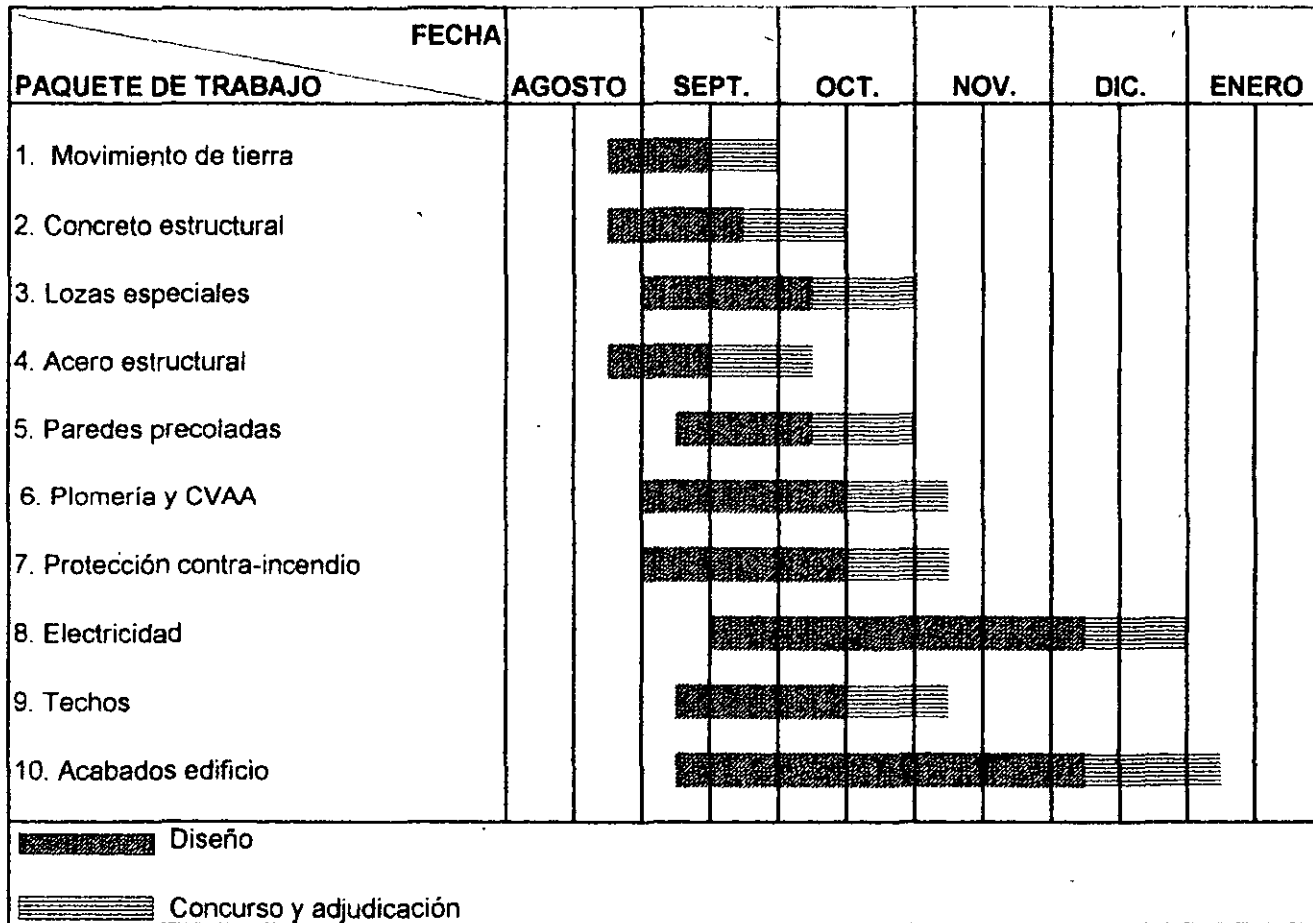 FECHA
PAQUETE DE TRABAJO AGOSTO SEPT. OCT. NOV. DIC. ENERO
1. Movimiento de tierra
2. Concreto estructural
3. Lozas especiales
4. Acero estructural
5. Paredes precoladas
6. Plomería y CVAA
7. Protección contra-incendio
8. Electricidad
9. Techos
10. Acabados edificio
Diseño
Concurso y adjudicación